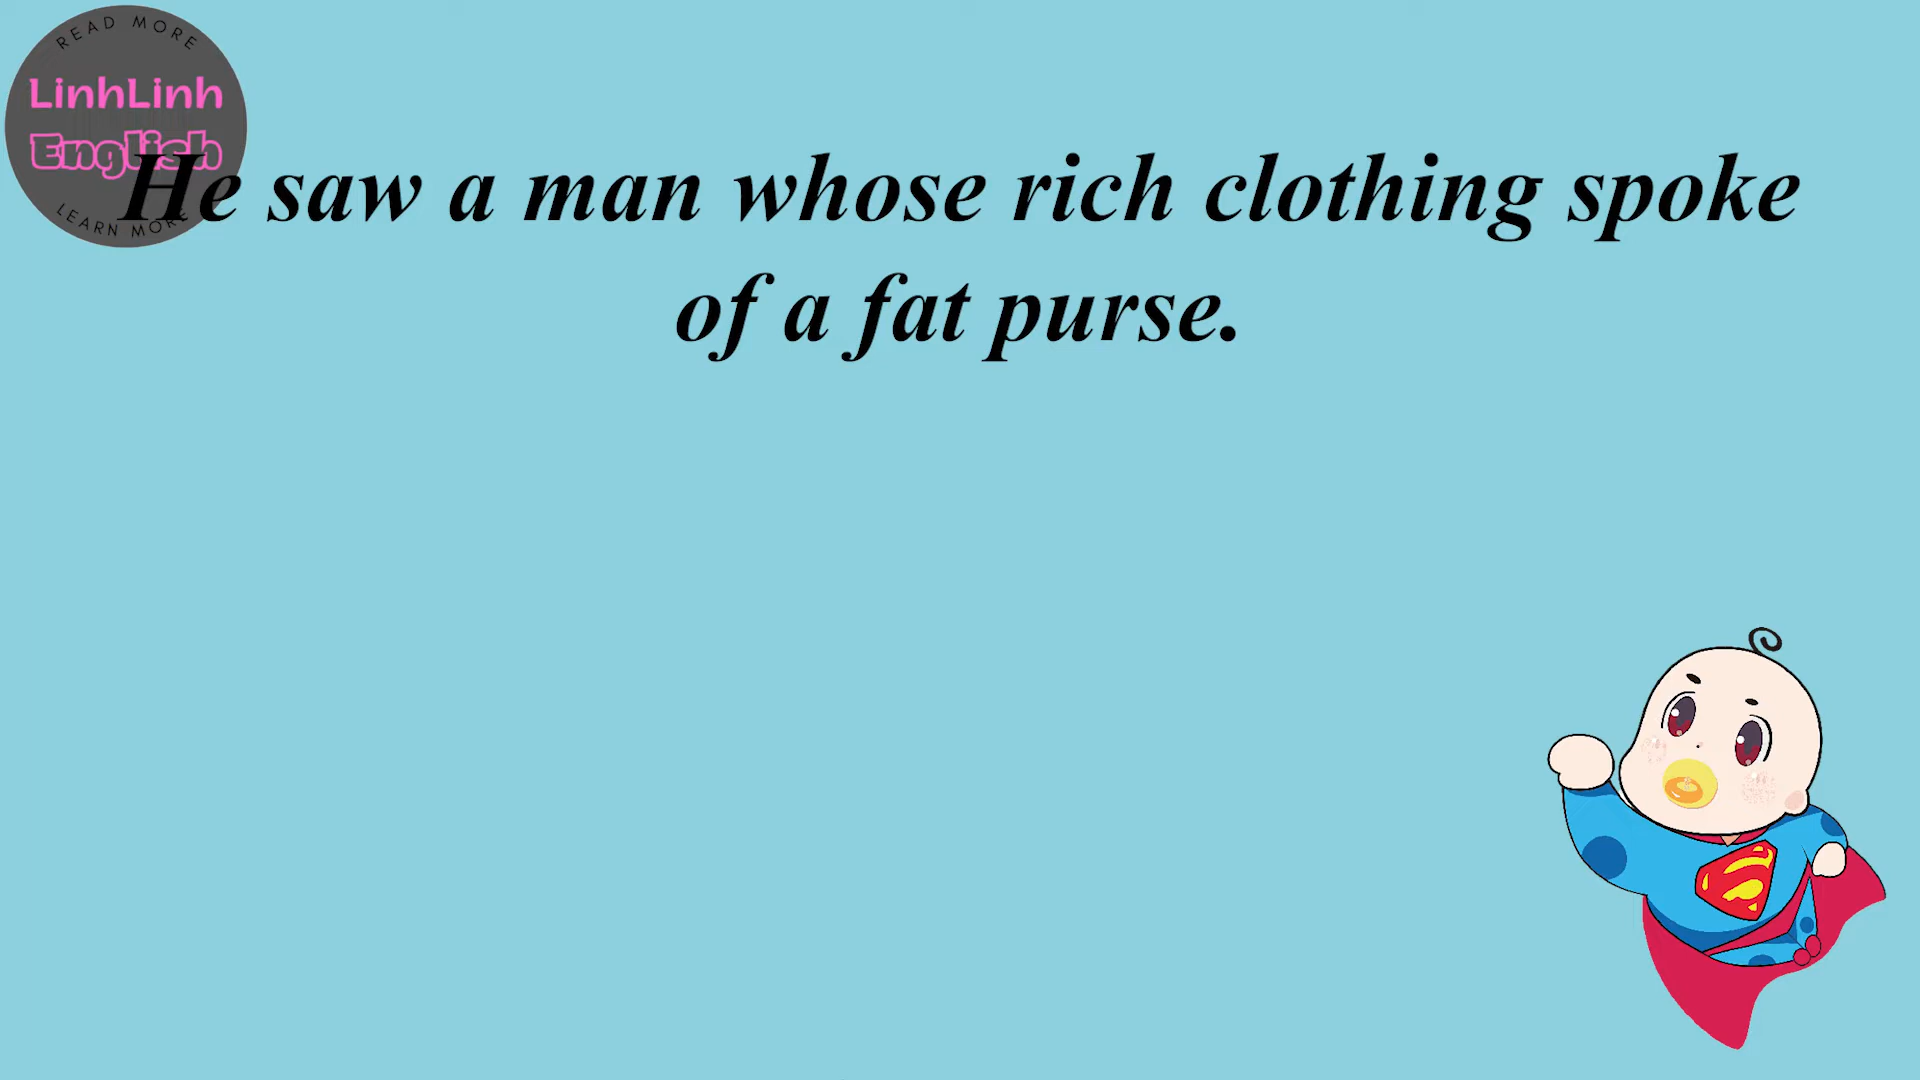 READ MORE
LinhLinh
English
LEARN MORE
He saw a man whose rich clothing spoke
of a fat purse.